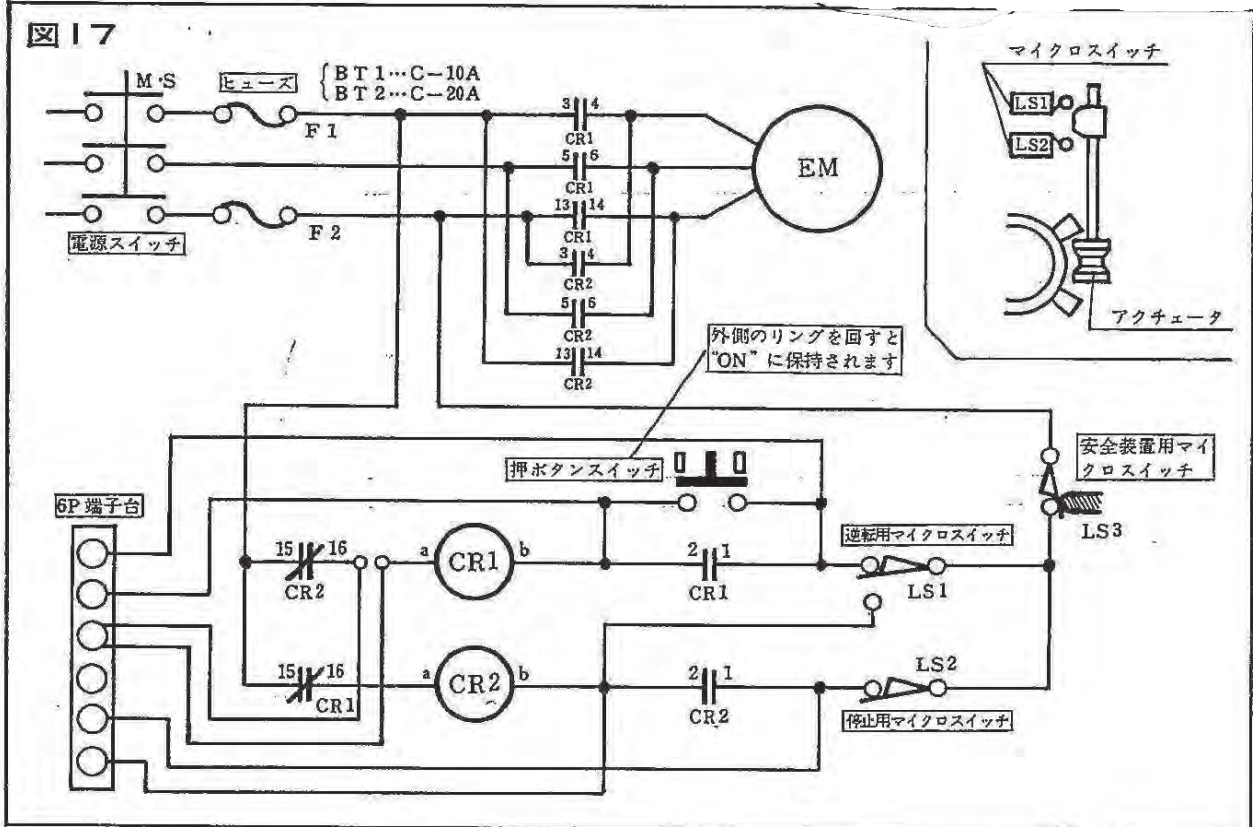 図17
M・S
ヒューズ
BT1…C-10A
BT2…C-20A
F1
電源スイッチ
F2
3 4
CR1
5 6
CR1
13 14
CR1
3 4
CR2
5 6
CR2
13 14
CR2
EM
マイクロスイッチ
LS1
LS2
アクチェータ
外側のリングを回すと
"ON"に保持されます
押ボタンスイッチ
安全装置用マイ
クロスイッチ
LS3
6P端子台
15 16
CR2
a
CR1
b
2 1
CR1
逆転用マイクロスイッチ
LS1
15 16
CR1
a
CR2
b
2 1
CR2
LS2
停止用マイクロスイッチ